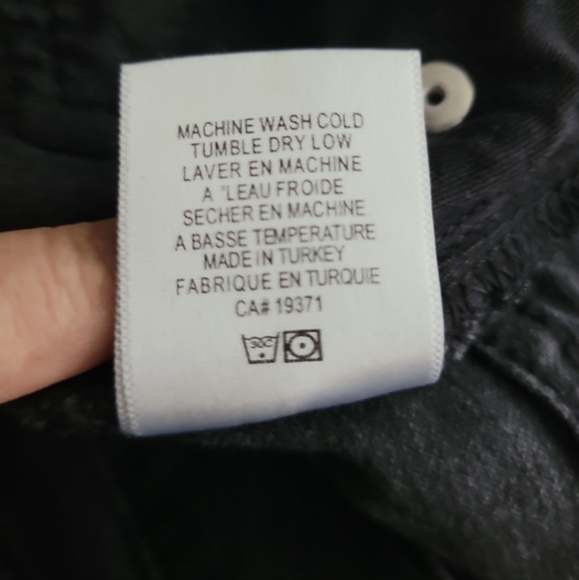 MACHINE WASH COLD
TUMBLE DRY LOW
LAVER EN MACHINE
A 'LEAU FROIDE
SECHER EN MACHINE
A BASSE TEMPERATURE
MADE IN TURKEY
FABRIQUE EN TURQUIE
CA# 19371
30C